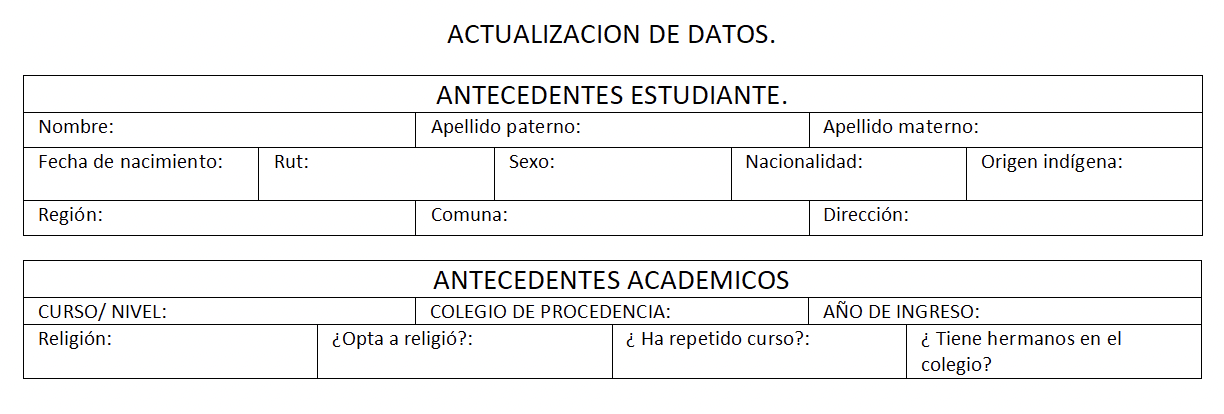 ACTUALIZACION DE DATOS.
ANTECEDENTES ESTUDIANTE.
Nombre: Apellido paterno: Apellido materno:
Fecha de nacimiento: Rut: Sexo: Nacionalidad: Origen indígena:
Región: Comuna: Dirección:
ANTECEDENTES ACADEMICOS
CURSO/ NIVEL: COLEGIO DE PROCEDENCIA: AÑO DE INGRESO:
Religión: ¿Opta a religió?: ¿ Ha repetido curso?: ¿ Tiene hermanos en el
colegio?